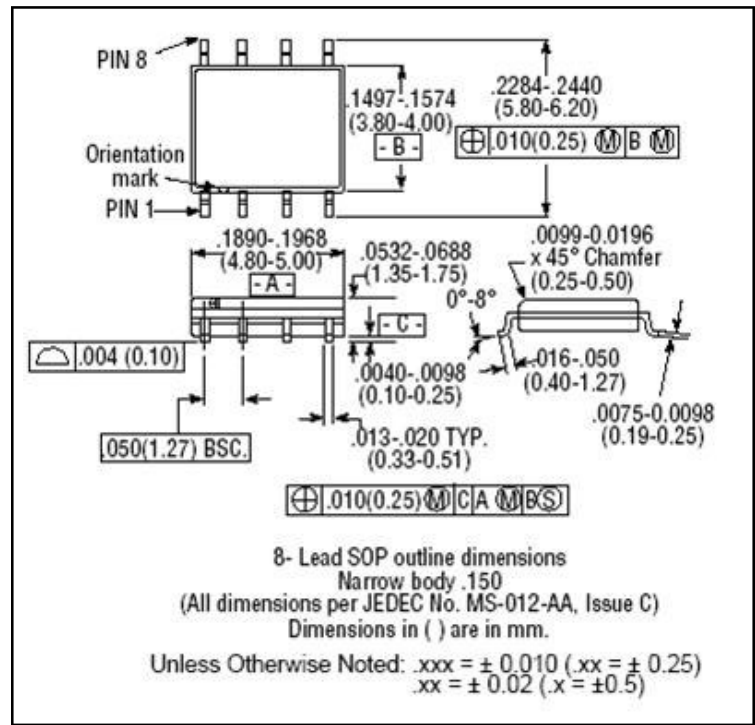 PIN 8
.1497-.1574
(3.80-4.00)
- B -
.2284-.2440
(5.80-6.20)
⌖ .010(0.25) Ⓜ B Ⓜ
Orientation
mark
PIN 1
.1890-.1968
(4.80-5.00)
- A -
.0532-.0688
(1.35-1.75)
- C -
.0099-0.0196
x 45° Chamfer
(0.25-0.50)
0°-8°
⌓ .004 (0.10)
.0040-.0098
(0.10-0.25)
.016-.050
(0.40-1.27)
.0075-0.0098
(0.19-0.25)
.050(1.27) BSC.
.013-.020 TYP.
(0.33-0.51)
⌖ .010(0.25) Ⓜ C A Ⓜ B Ⓢ
8- Lead SOP outline dimensions
Narrow body .150
(All dimensions per JEDEC No. MS-012-AA, Issue C)
Dimensions in ( ) are in mm.
Unless Otherwise Noted: .xxx = ± 0.010 (.xx = ± 0.25)
.xx = ± 0.02 (.x = ±0.5)